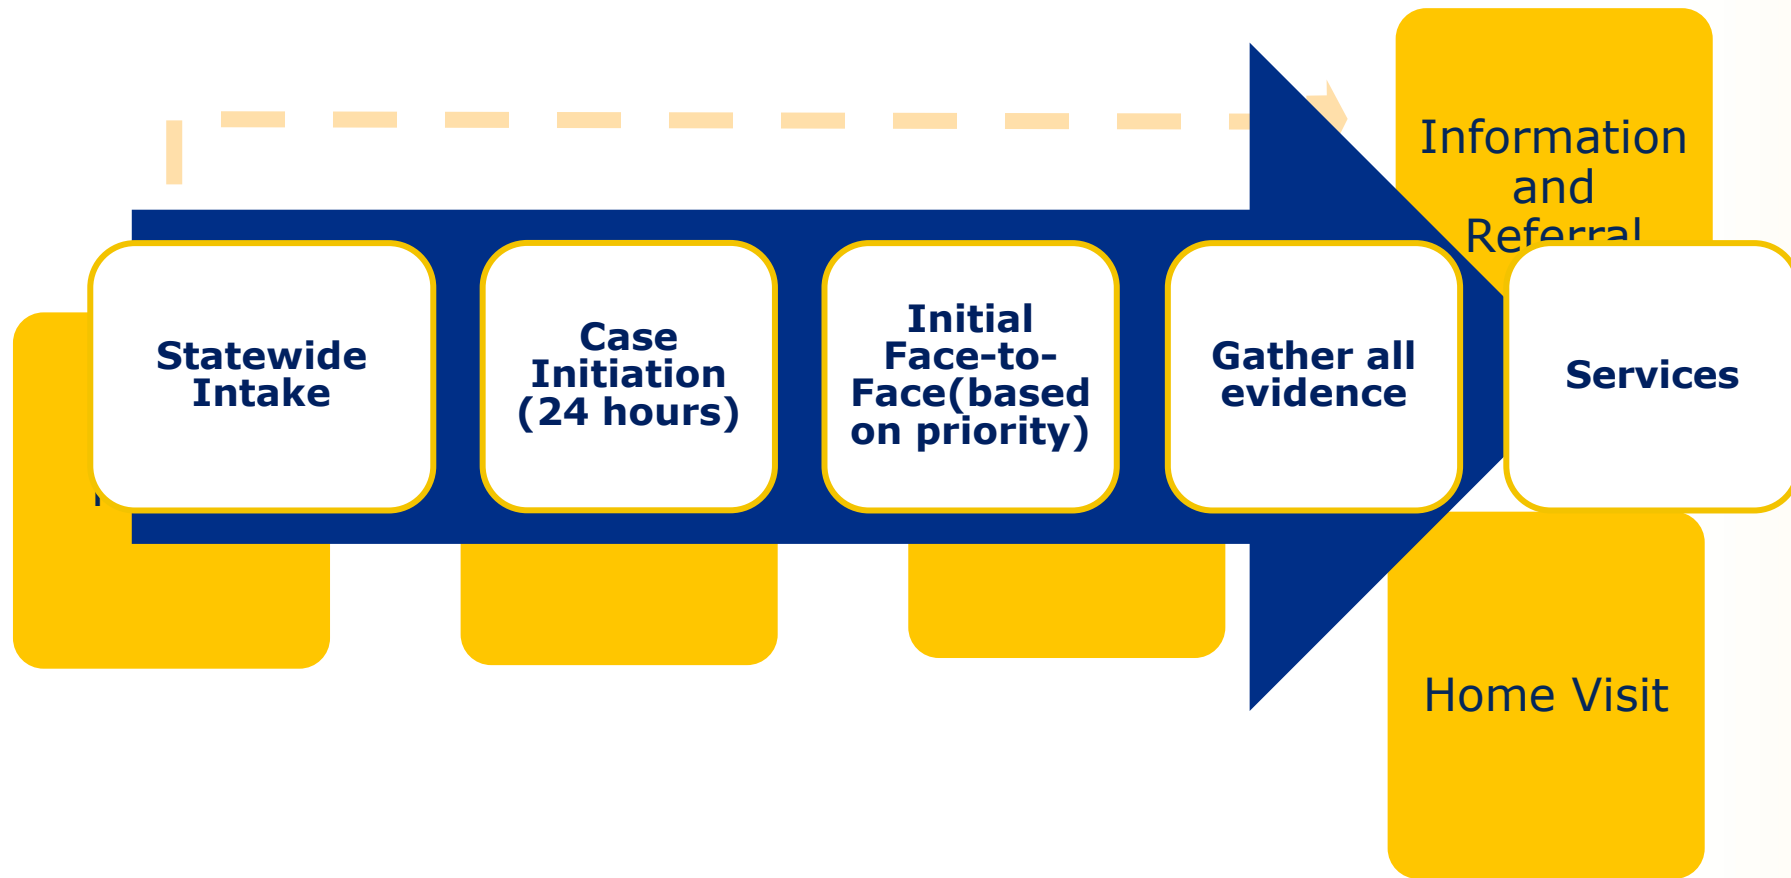 Information
and
Referral
Statewide
Intake
Case
Initiation
(24 hours)
Initial
Face-to-
Face(based
on priority)
Gather all
evidence
Services
Home Visit